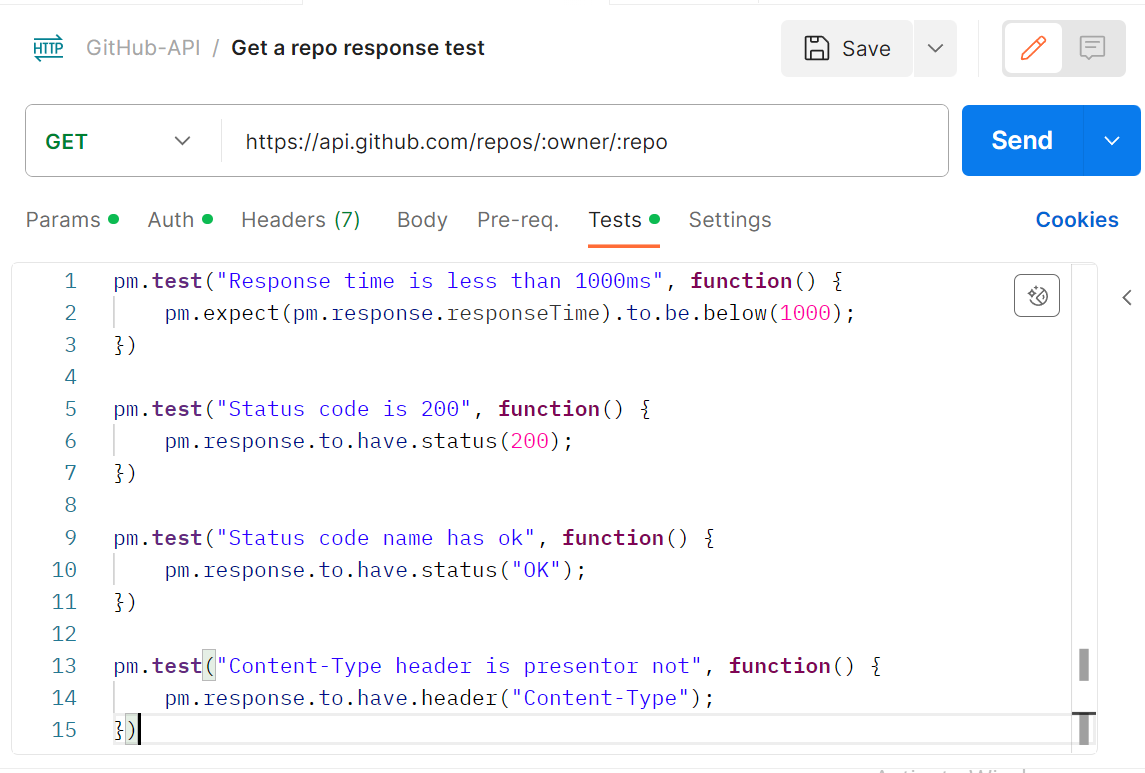 HTTP GitHub-API / Get a repo response test Save
GET https://api.github.com/repos/:owner/:repo Send
Params Auth Headers (7) Body Pre-req. Tests Settings Cookies
1 pm.test("Response time is less than 1000ms", function() {
2 pm.expect(pm.response.responseTime).to.be.below(1000);
3 })
4
5 pm.test("Status code is 200", function() {
6 pm.response.to.have.status(200);
7 })
8
9 pm.test("Status code name has ok", function() {
10 pm.response.to.have.status("OK");
11 })
12
13 pm.test("Content-Type header is presentor not", function() {
14 pm.response.to.have.header("Content-Type");
15 })